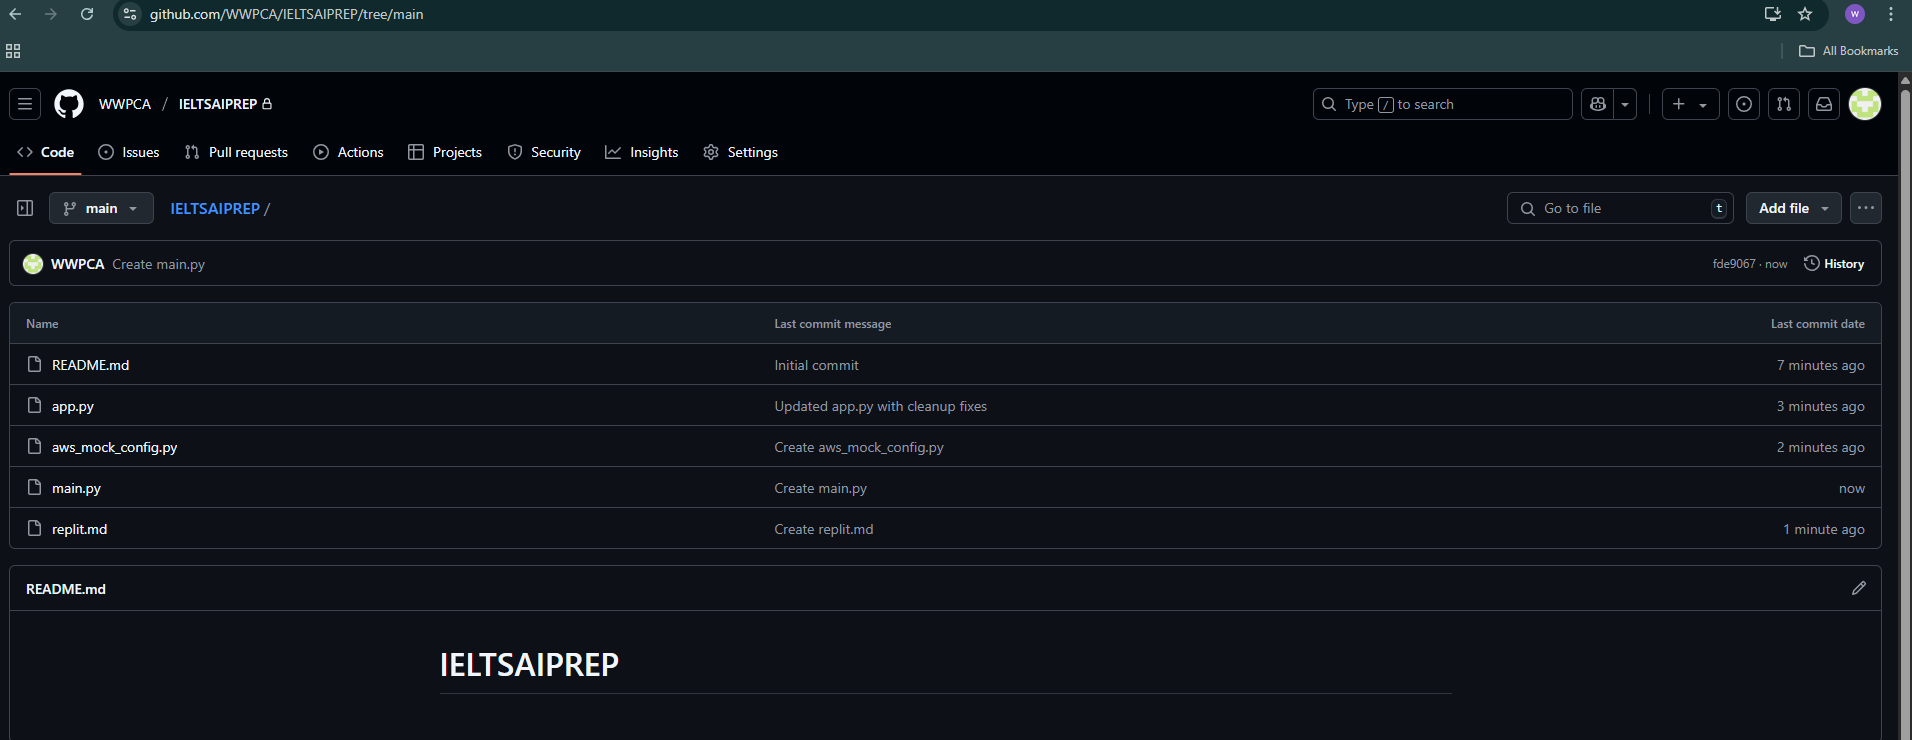 github.com/WWPCA/IELTSAIPREP/tree/main
W
All Bookmarks
WWPCA / IELTSAIPREP
Type / to search
Code Issues Pull requests Actions Projects Security Insights Settings
main IELTSAIPREP / Go to file t Add file
WWPCA Create main.py fde9067 · now History
Name Last commit message Last commit date
README.md Initial commit 7 minutes ago
app.py Updated app.py with cleanup fixes 3 minutes ago
aws_mock_config.py Create aws_mock_config.py 2 minutes ago
main.py Create main.py now
replit.md Create replit.md 1 minute ago
README.md
IELTSAIPREP